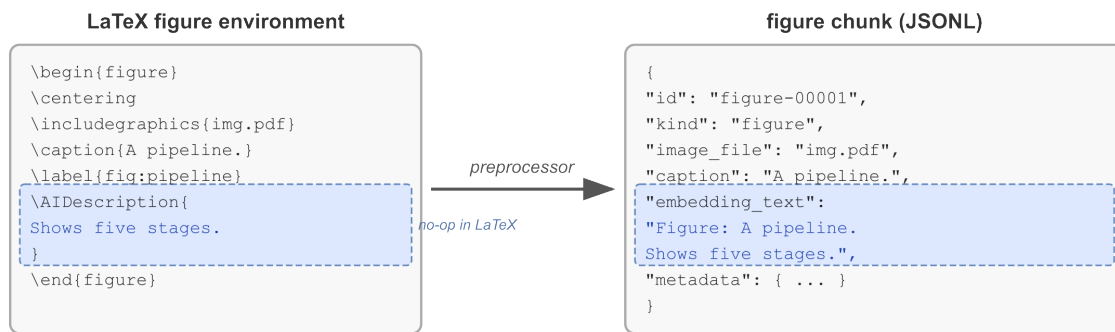 LaTeX figure environment
\begin{figure}
\centering
\includegraphics{img.pdf}
\caption{A pipeline.}
\label{fig:pipeline}
\AIDescription{
Shows five stages.
}
\end{figure}
preprocessor
no-op in LaTeX
figure chunk (JSONL)
{
"id": "figure-00001",
"kind": "figure",
"image_file": "img.pdf",
"caption": "A pipeline.",
"embedding_text":
"Figure: A pipeline.
Shows five stages.",
"metadata": { ... }
}